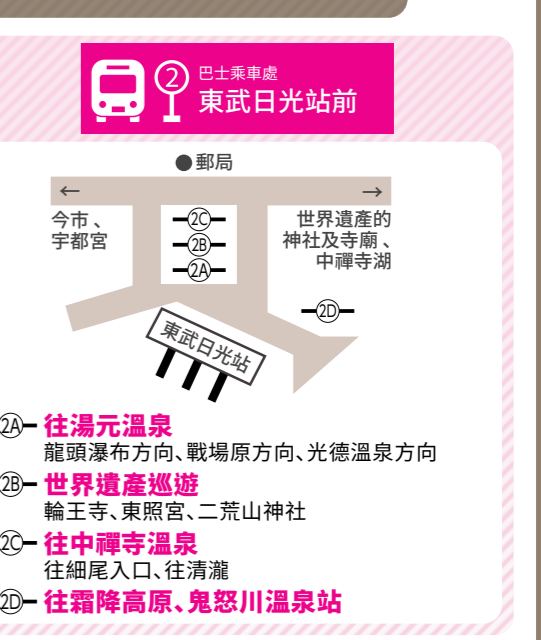 ②
巴士乘車處
東武日光站前
●郵局
←
→
今市、
宇都宮
2C
2B
2A
世界遺產的
神社及寺廟、
中禪寺湖
2D
東武日光站
2A 往湯元溫泉
龍頭瀑布方向、戰場原方向、光德溫泉方向
2B 世界遺產巡遊
輪王寺、東照宮、二荒山神社
2C 往中禪寺溫泉
往細尾入口、往清瀧
2D 往霜降高原、鬼怒川溫泉站